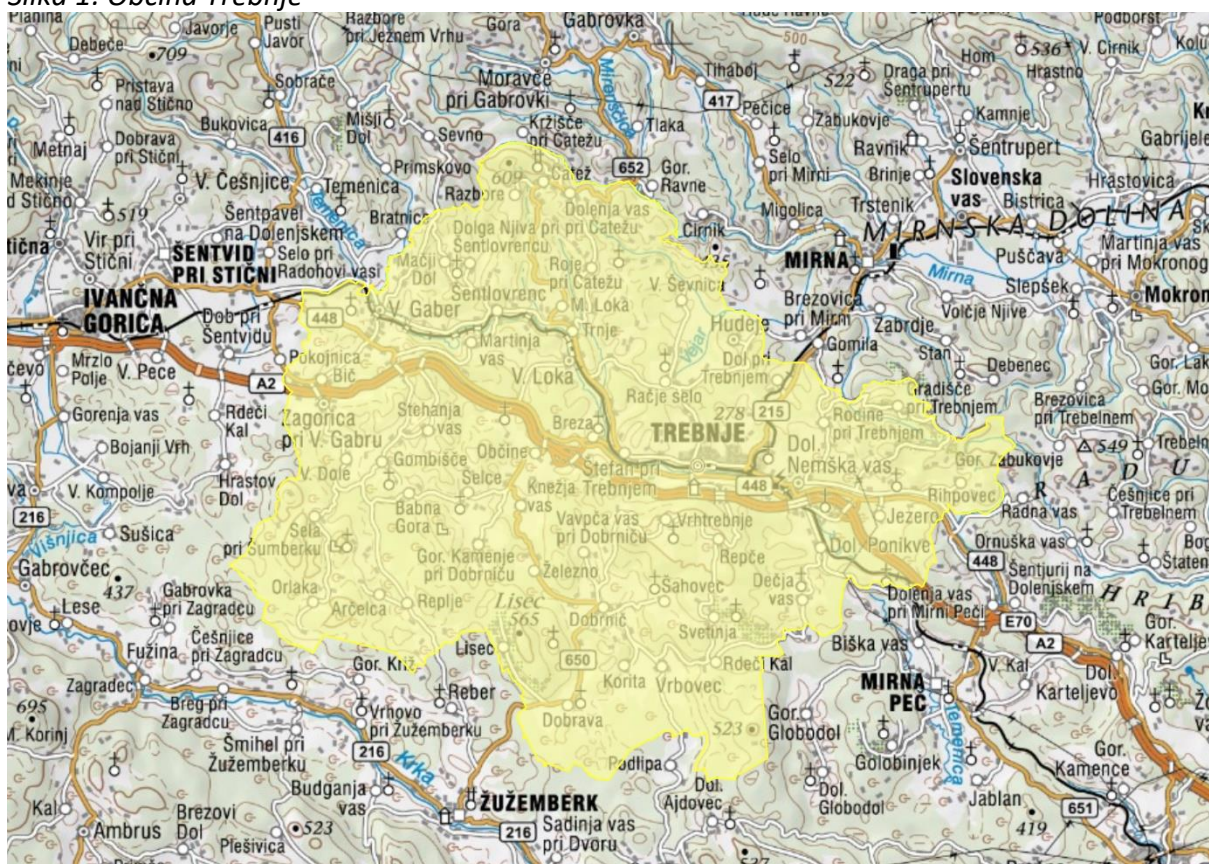 Slika 1: Občina Trebnje
Planina
Debeče
709
Javorje
Pusti
Javor
Razbore
pri Ježnem Vrhu
Gora
Gabrovka
500
Hom
536
V. Cirnik
Podboršt
Pristava
nad Stično
Sobrače
Moravče
pri Gabrovki
Tihaboj
417
522
Draga pri
Šentrupertu
Hrastno
Dobrava
pri Stični
Bukovica
416
Mišji
Dol
Sevno
Križišče
pri Čatežu
Tlaka
Pečice
Zabukovje
Kamnje
Metnaj
V. Češnjice
Temenica
Primskovo
609
Čatež
652
Gor.
Ravne
Selo
pri Mirni
Ravnik
Šentrupert
Gabrijele
Mekinje
519
Temenica
Razbore
Brinje
Slovenska
vas
Hrastovica
Vir pri
Stični
Šentpavel
na Dolenjskem
Bratnica
Dolga Njiva pri
Šentlovrencu
Dolenja vas
pri Čatežu
Migolica
Trstenik
Bistrica
MIRNSKA DOLINA
ŠENTVID
PRI STIČNI
Selo pri
Radohovi vasi
Mačji
Dol
Roje pri
Čatežu
Cirnik
MIRNA
Mirna
Puščava
Martinja vas
pri Mokronog
IVANČNA
GORICA
Dob pri
Šentvidu
448
V. Gaber
Šentlovrenc
M. Loka
V. Ševnica
Brezovica
pri Mirni
Slepšek
Mokron
Volčje Njive
Zabrdje
Trnje
Hudeje
Gomila
Stan
Mrzlo
Polje
V. Pece
A2
Pokojnica
Bič
Martinja
vas
V. Loka
Vejar
Dol pri
Trebnjem
Debenec
Gor. Lak
Gor. Mo
Gorenja vas
Rdeči
Kal
Zagorica
pri V. Gabru
Stehanja
vas
Račje selo
278
215
Rodine
pri Trebnjem
Brezovica
pri Trebelnem
Bojanji Vrh
Breza
TREBNJE
549
V. Kompolje
Hrastov
Dol
V. Dole
Gombišče
Občine
Štefan pri
Trebnjem
448
Dol.
Nemška vas
Gor. Zabukovje
RADU
216
Selce
Knežja
vas
Rihpovec
Radna vas
Češnjice pri
Trebelnem
Višnjica
Sušica
Sela
pri Šumberku
Babna
Gora
Vavpča vas
pri Dobrniču
Vrhtrebnje
Jezero
Gabrovčec
437
Gor. Kamenje
pri Dobrniču
Železno
Repče
Dol. Ponikve
Ornuška vas
448
Lese
Gabrovka
pri Zagradcu
Orlaka
Arčelca
Replje
Lisec
565
Šahovec
Dečja
vas
Dolenja vas
pri Mirni Peči
Šentjurij na
Dolenjskem
HRIB
E70
Češnjice
pri Zagradcu
Dobrnič
Svetinja
Biška vas
A2
Gor.
Karteljev
Fužina
Gor. Križ
Lisec
650
Korita
Vrbovec
Rdeči Kal
V. Kal
Dol.
Karteljevo
Zagradec
Reber
MIRNA
PEČ
695
M. Korinj
Breg pri
Zagradcu
Vrhovo
pri Žužemberku
Dobrava
523
Gor.
Globodol
Temenica
Šmihel pri
Žužemberku
216
Krka
Golobinjek
Gor.
Kamence
Podlipa
Dol.
Globodol
Jablan
651
Budganja
vas
ŽUŽEMBERK
Dol.
Ajdovec
Kal
Ambrus
Brezovi
Dol
523
Plešivica
216
Sadinja vas
pri Dvoru
419